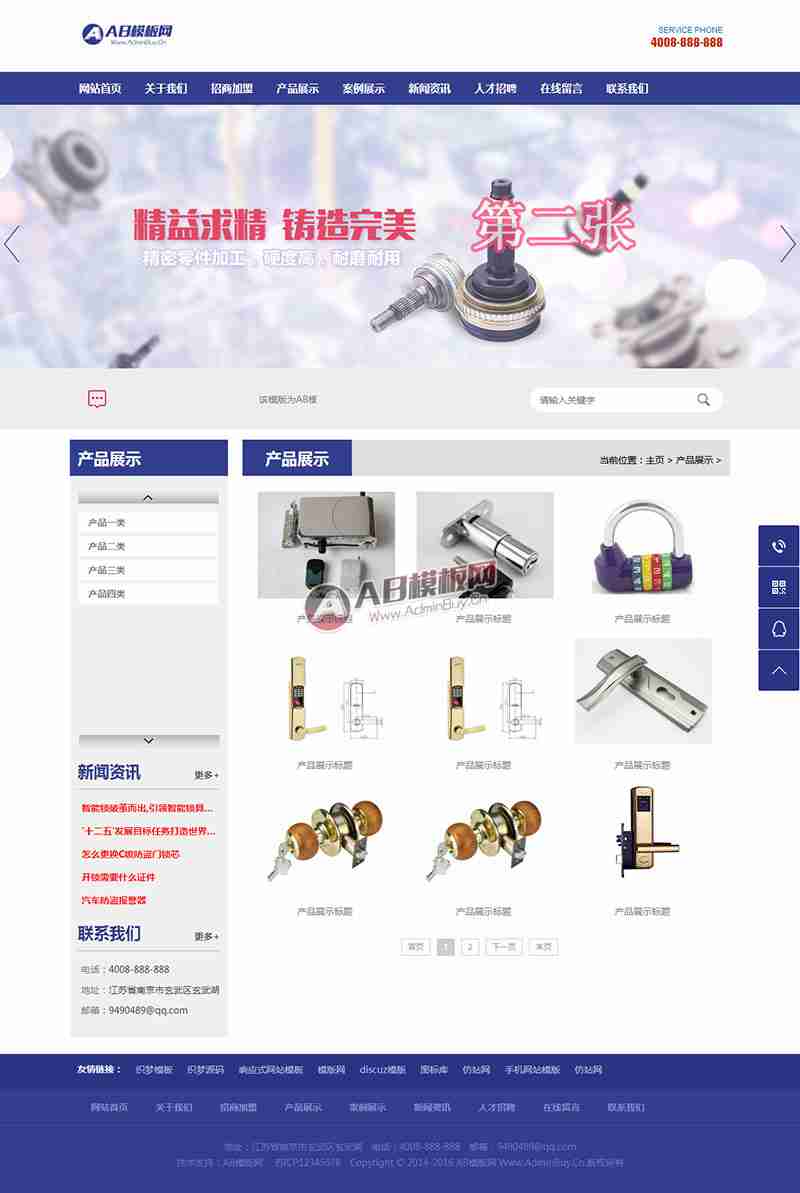 AB模板网
Www.AdminBuy.Cn
SERVICE PHONE
4008-888-888
网站首页 关于我们 招商加盟 产品展示 案例展示 新闻资讯 人才招聘 在线留言 联系我们
精益求精 铸造完美
第二张
精密零件加工，硬度高、耐磨耐用
该模版为AB模
请输入关键字
产品展示
产品一类
产品二类
产品三类
产品四类
新闻资讯 更多+
智能锁破茧而出,引领智能锁具...
'十二五'发展目标任务打造世界...
怎么更换C级防盗门锁芯
开锁需要什么证件
汽车防盗报警器
联系我们 更多+
电话：4008-888-888
地址：江苏省南京市玄武区玄武湖
邮箱：9490489@qq.com
产品展示
当前位置：主页 > 产品展示 >
AB模板网
Www.AdminBuy.Cn
产品展示标题 产品展示标题 产品展示标题
产品展示标题 产品展示标题 产品展示标题
产品展示标题 产品展示标题 产品展示标题
首页 1 2 下一页 末页
友情链接： 织梦模板 织梦源码 响应式网站模板 模版网 discuz模版 图标库 仿站网 手机网站模版 仿站网
网站首页 关于我们 招商加盟 产品展示 案例展示 新闻资讯 人才招聘 在线留言 联系我们
地址：江苏省南京市玄武区玄武湖 电话：4008-888-888 邮箱：9490489@qq.com
技术支持：AB模板网 苏ICP12345678 Copyright © 2014-2016 AB模板网 Www.AdminBuy.Cn 版权所有